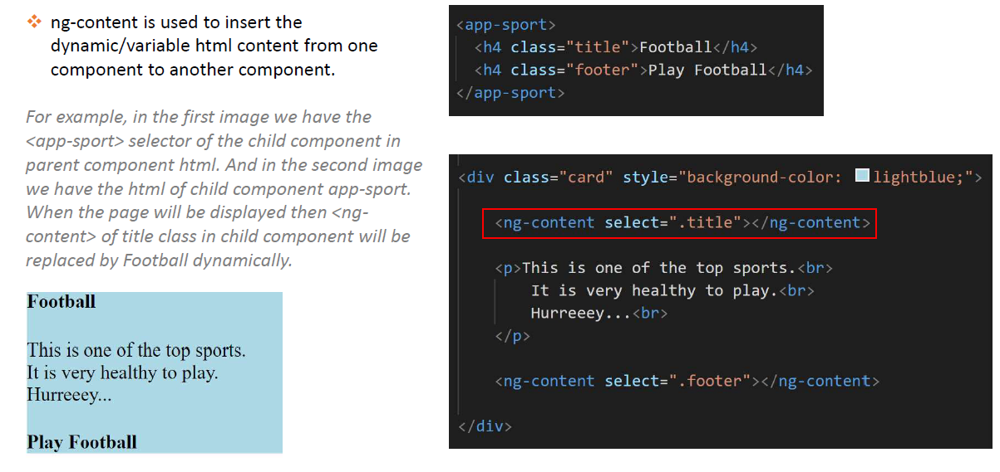 ng-content is used to insert the
dynamic/variable html content from one
component to another component.
For example, in the first image we have the
<app-sport> selector of the child component in
parent component html. And in the second image
we have the html of child component app-sport.
When the page will be displayed then <ng-
content> of title class in child component will be
replaced by Football dynamically.
Football
This is one of the top sports.
It is very healthy to play.
Hurreeey...
Play Football
<app-sport>
<h4 class="title">Football</h4>
<h4 class="footer">Play Football</h4>
</app-sport>
<div class="card" style="background-color: lightblue;">
<ng-content select=".title"></ng-content>
<p>This is one of the top sports.<br>
It is very healthy to play.<br>
Hurreeey...<br>
</p>
<ng-content select=".footer"></ng-content>
</div>